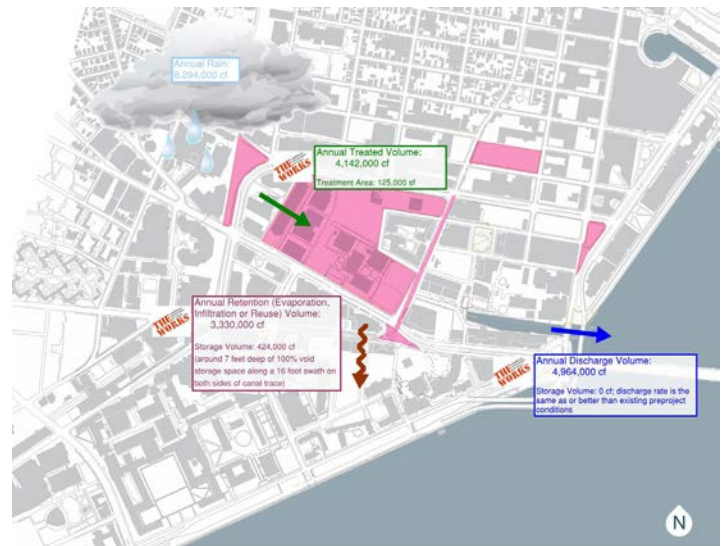 Annual Rain:
8.294,000 cf
THE
WORKS
Annual Treated Volume:
4,142,000 cf
Treatment Area: 125,000 sf
THE
WORKS
Annual Retention (Evaporation,
Infiltration or Reuse) Volume:
3,330,000 cf
Storage Volume: 424,000 cf
(around 7 feet deep of 100% void
storage space along a 16 foot swath on
both sides of canal trace)
THE
WORKS
Annual Discharge Volume:
4,964,000 cf
Storage Volume: 0 cf; discharge rate is the
same as or better than existing preproject
conditions
N